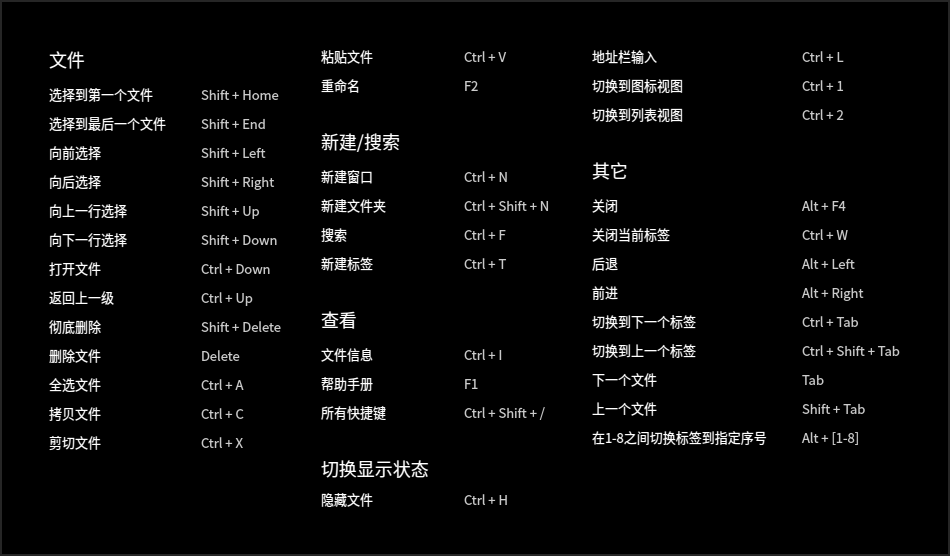 文件
选择到第一个文件 Shift + Home
选择到最后一个文件 Shift + End
向前选择 Shift + Left
向后选择 Shift + Right
向上一行选择 Shift + Up
向下一行选择 Shift + Down
打开文件 Ctrl + Down
返回上一级 Ctrl + Up
彻底删除 Shift + Delete
删除文件 Delete
全选文件 Ctrl + A
拷贝文件 Ctrl + C
剪切文件 Ctrl + X
粘贴文件 Ctrl + V
重命名 F2
新建/搜索
新建窗口 Ctrl + N
新建文件夹 Ctrl + Shift + N
搜索 Ctrl + F
新建标签 Ctrl + T
查看
文件信息 Ctrl + I
帮助手册 F1
所有快捷键 Ctrl + Shift + /
切换显示状态
隐藏文件 Ctrl + H
地址栏输入 Ctrl + L
切换到图标视图 Ctrl + 1
切换到列表视图 Ctrl + 2
其它
关闭 Alt + F4
关闭当前标签 Ctrl + W
后退 Alt + Left
前进 Alt + Right
切换到下一个标签 Ctrl + Tab
切换到上一个标签 Ctrl + Shift + Tab
下一个文件 Tab
上一个文件 Shift + Tab
在1-8之间切换标签到指定序号 Alt + [1-8]